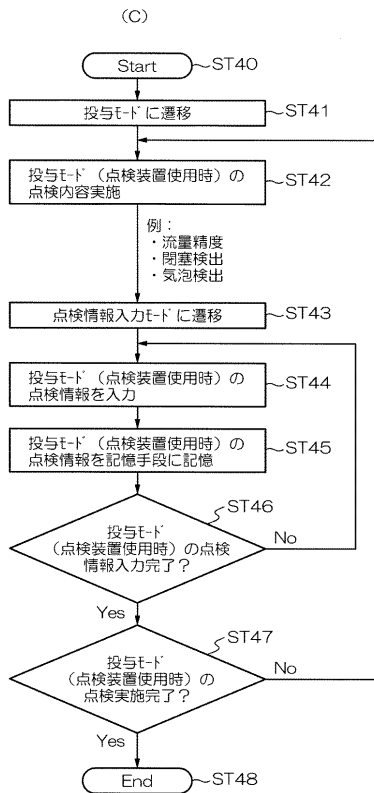 (C)
Start
ST40
投与ﾓｰﾄﾞに遷移
ST41
投与ﾓｰﾄﾞ（点検装置使用時）の
点検内容実施
ST42
例：
・流量精度
・閉塞検出
・気泡検出
点検情報入力ﾓｰﾄﾞに遷移
ST43
投与ﾓｰﾄﾞ（点検装置使用時）の
点検情報を入力
ST44
投与ﾓｰﾄﾞ（点検装置使用時）の
点検情報を記憶手段に記憶
ST45
ST46
投与ﾓｰﾄﾞ
（点検装置使用時）の点検
情報入力完了？
No
Yes
ST47
投与ﾓｰﾄﾞ
（点検装置使用時）の
点検実施完了？
No
Yes
End
ST48